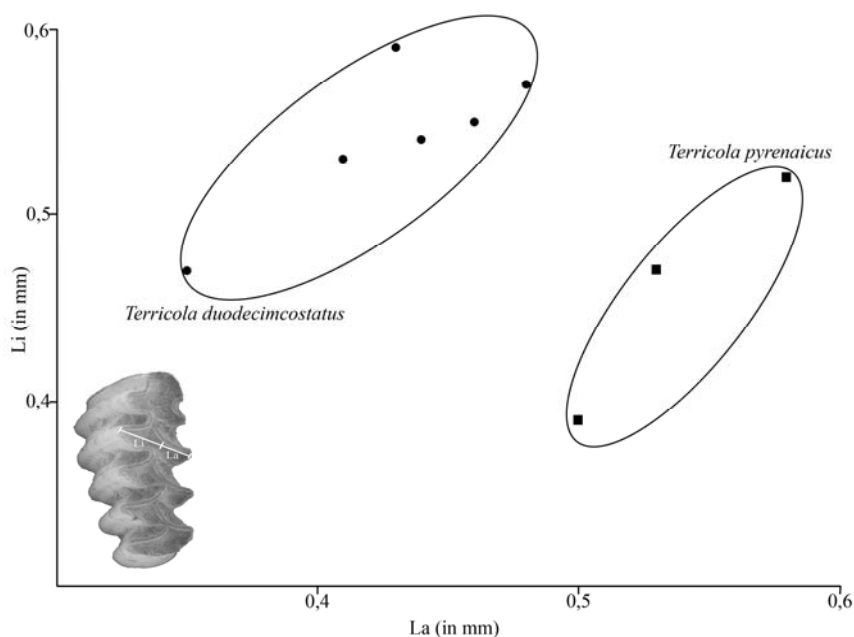 0,6
Terricola pyrenaicus
0,5
Terricola duodecimcostatus
Li (in mm)
0,4
Li
La
0,4
0,5
0,6
La (in mm)